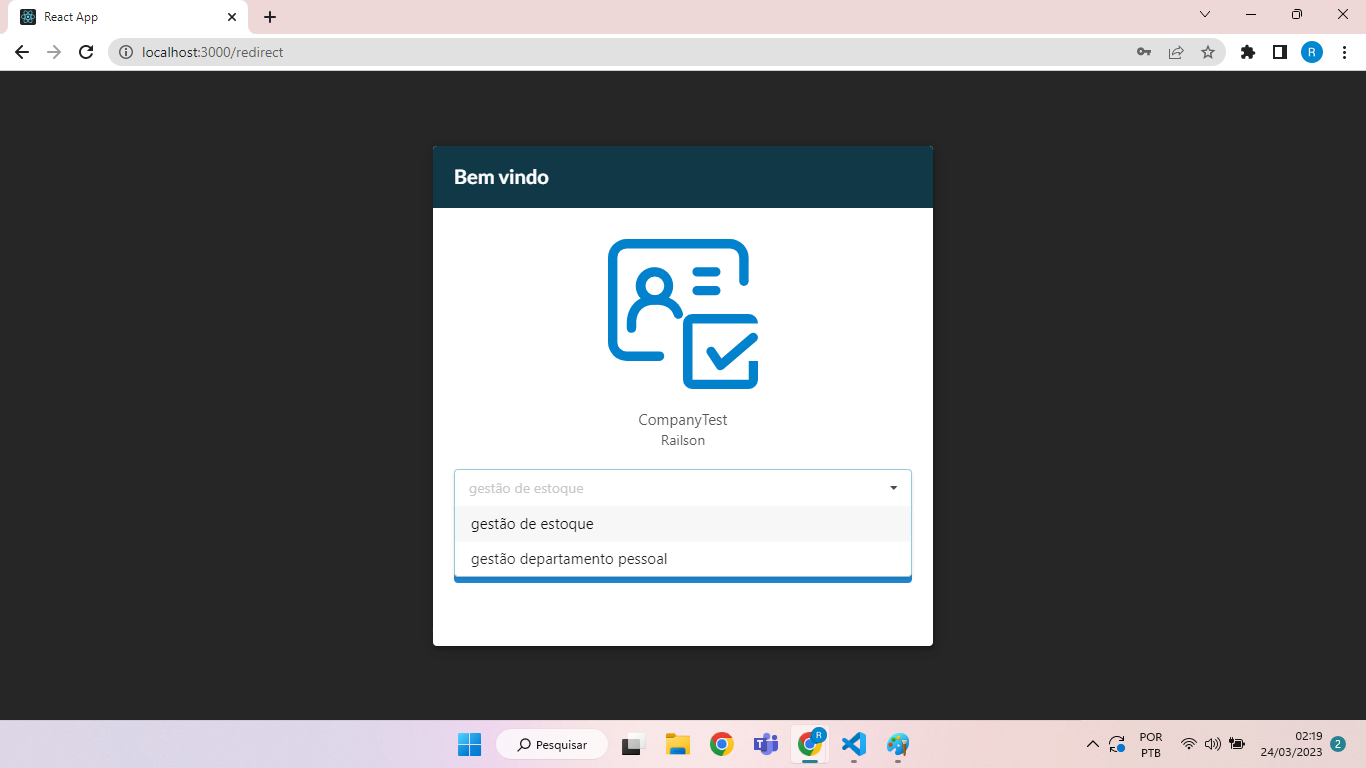 React App
localhost:3000/redirect
R
Bem vindo
CompanyTest
Railson
gestão de estoque
gestão de estoque
gestão departamento pessoal
Pesquisar
R
POR
PTB
02:19
24/03/2023
2